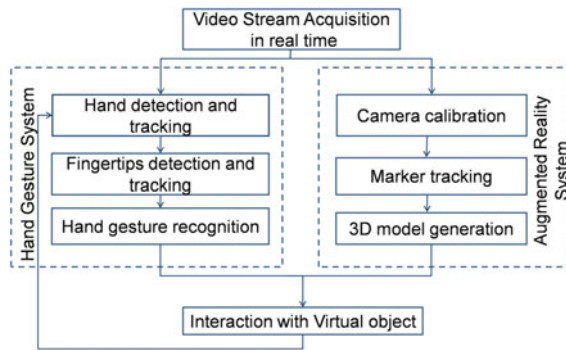 Video Stream Acquisition
in real time
Hand Gesture System
Hand detection and
tracking
Fingertips detection and
tracking
Hand gesture recognition
Camera calibration
Marker tracking
3D model generation
Augmented Reality
System
Interaction with Virtual object